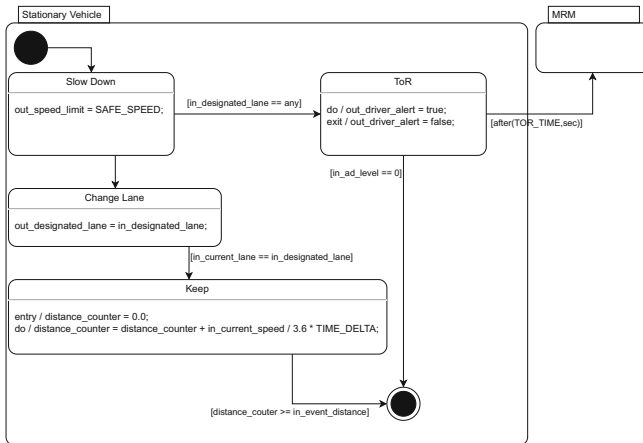 Stationary Vehicle
MRM
Slow Down
out_speed_limit = SAFE_SPEED;
[in_designated_lane == any]
ToR
do / out_driver_alert = true;
exit / out_driver_alert = false;
[after(TOR_TIME,sec)]
[in_ad_level == 0]
Change Lane
out_designated_lane = in_designated_lane;
[in_current_lane == in_designated_lane]
Keep
entry / distance_counter = 0.0;
do / distance_counter = distance_counter + in_current_speed / 3.6 * TIME_DELTA;
[distance_couter >= in_event_distance]